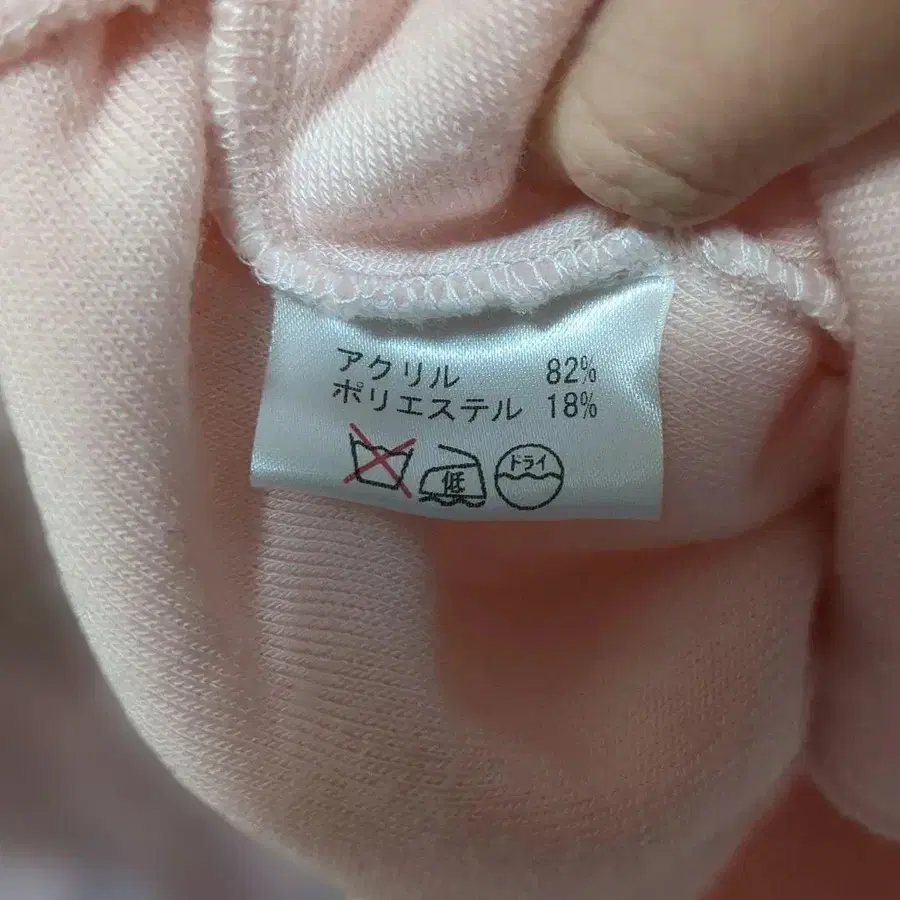 アクリル 82%
ポリエステル 18%
低 ドライ